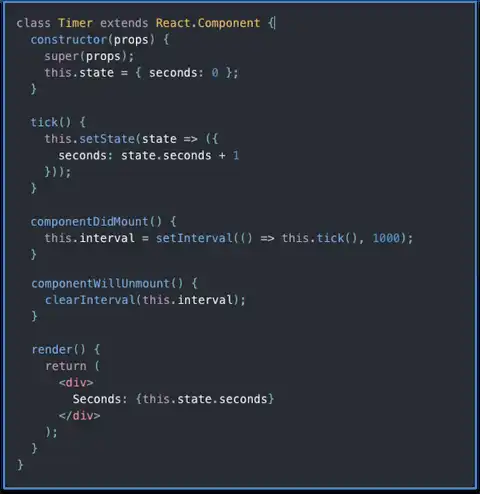 class Timer extends React.Component {
  constructor(props) {
    super(props);
    this.state = { seconds: 0 };
  }

  tick() {
    this.setState(state => ({
      seconds: state.seconds + 1
    }));
  }

  componentDidMount() {
    this.interval = setInterval(() => this.tick(), 1000);
  }

  componentWillUnmount() {
    clearInterval(this.interval);
  }

  render() {
    return (
      <div>
        Seconds: {this.state.seconds}
      </div>
    );
  }
}